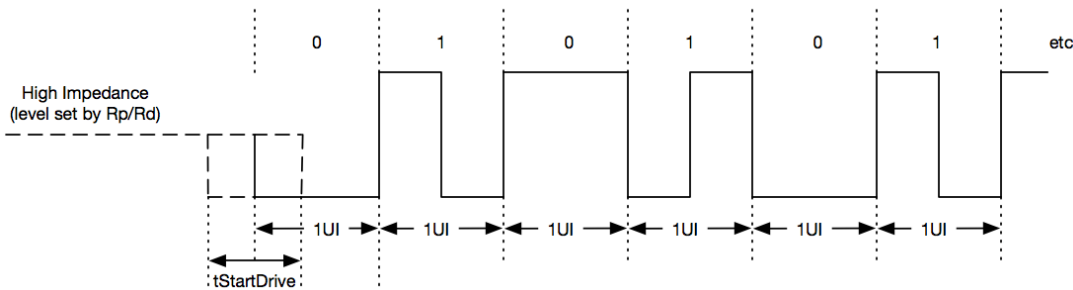 0 1 0 1 0 1 etc
High Impedance
(level set by Rp/Rd)
1UI 1UI 1UI 1UI 1UI 1UI
tStartDrive